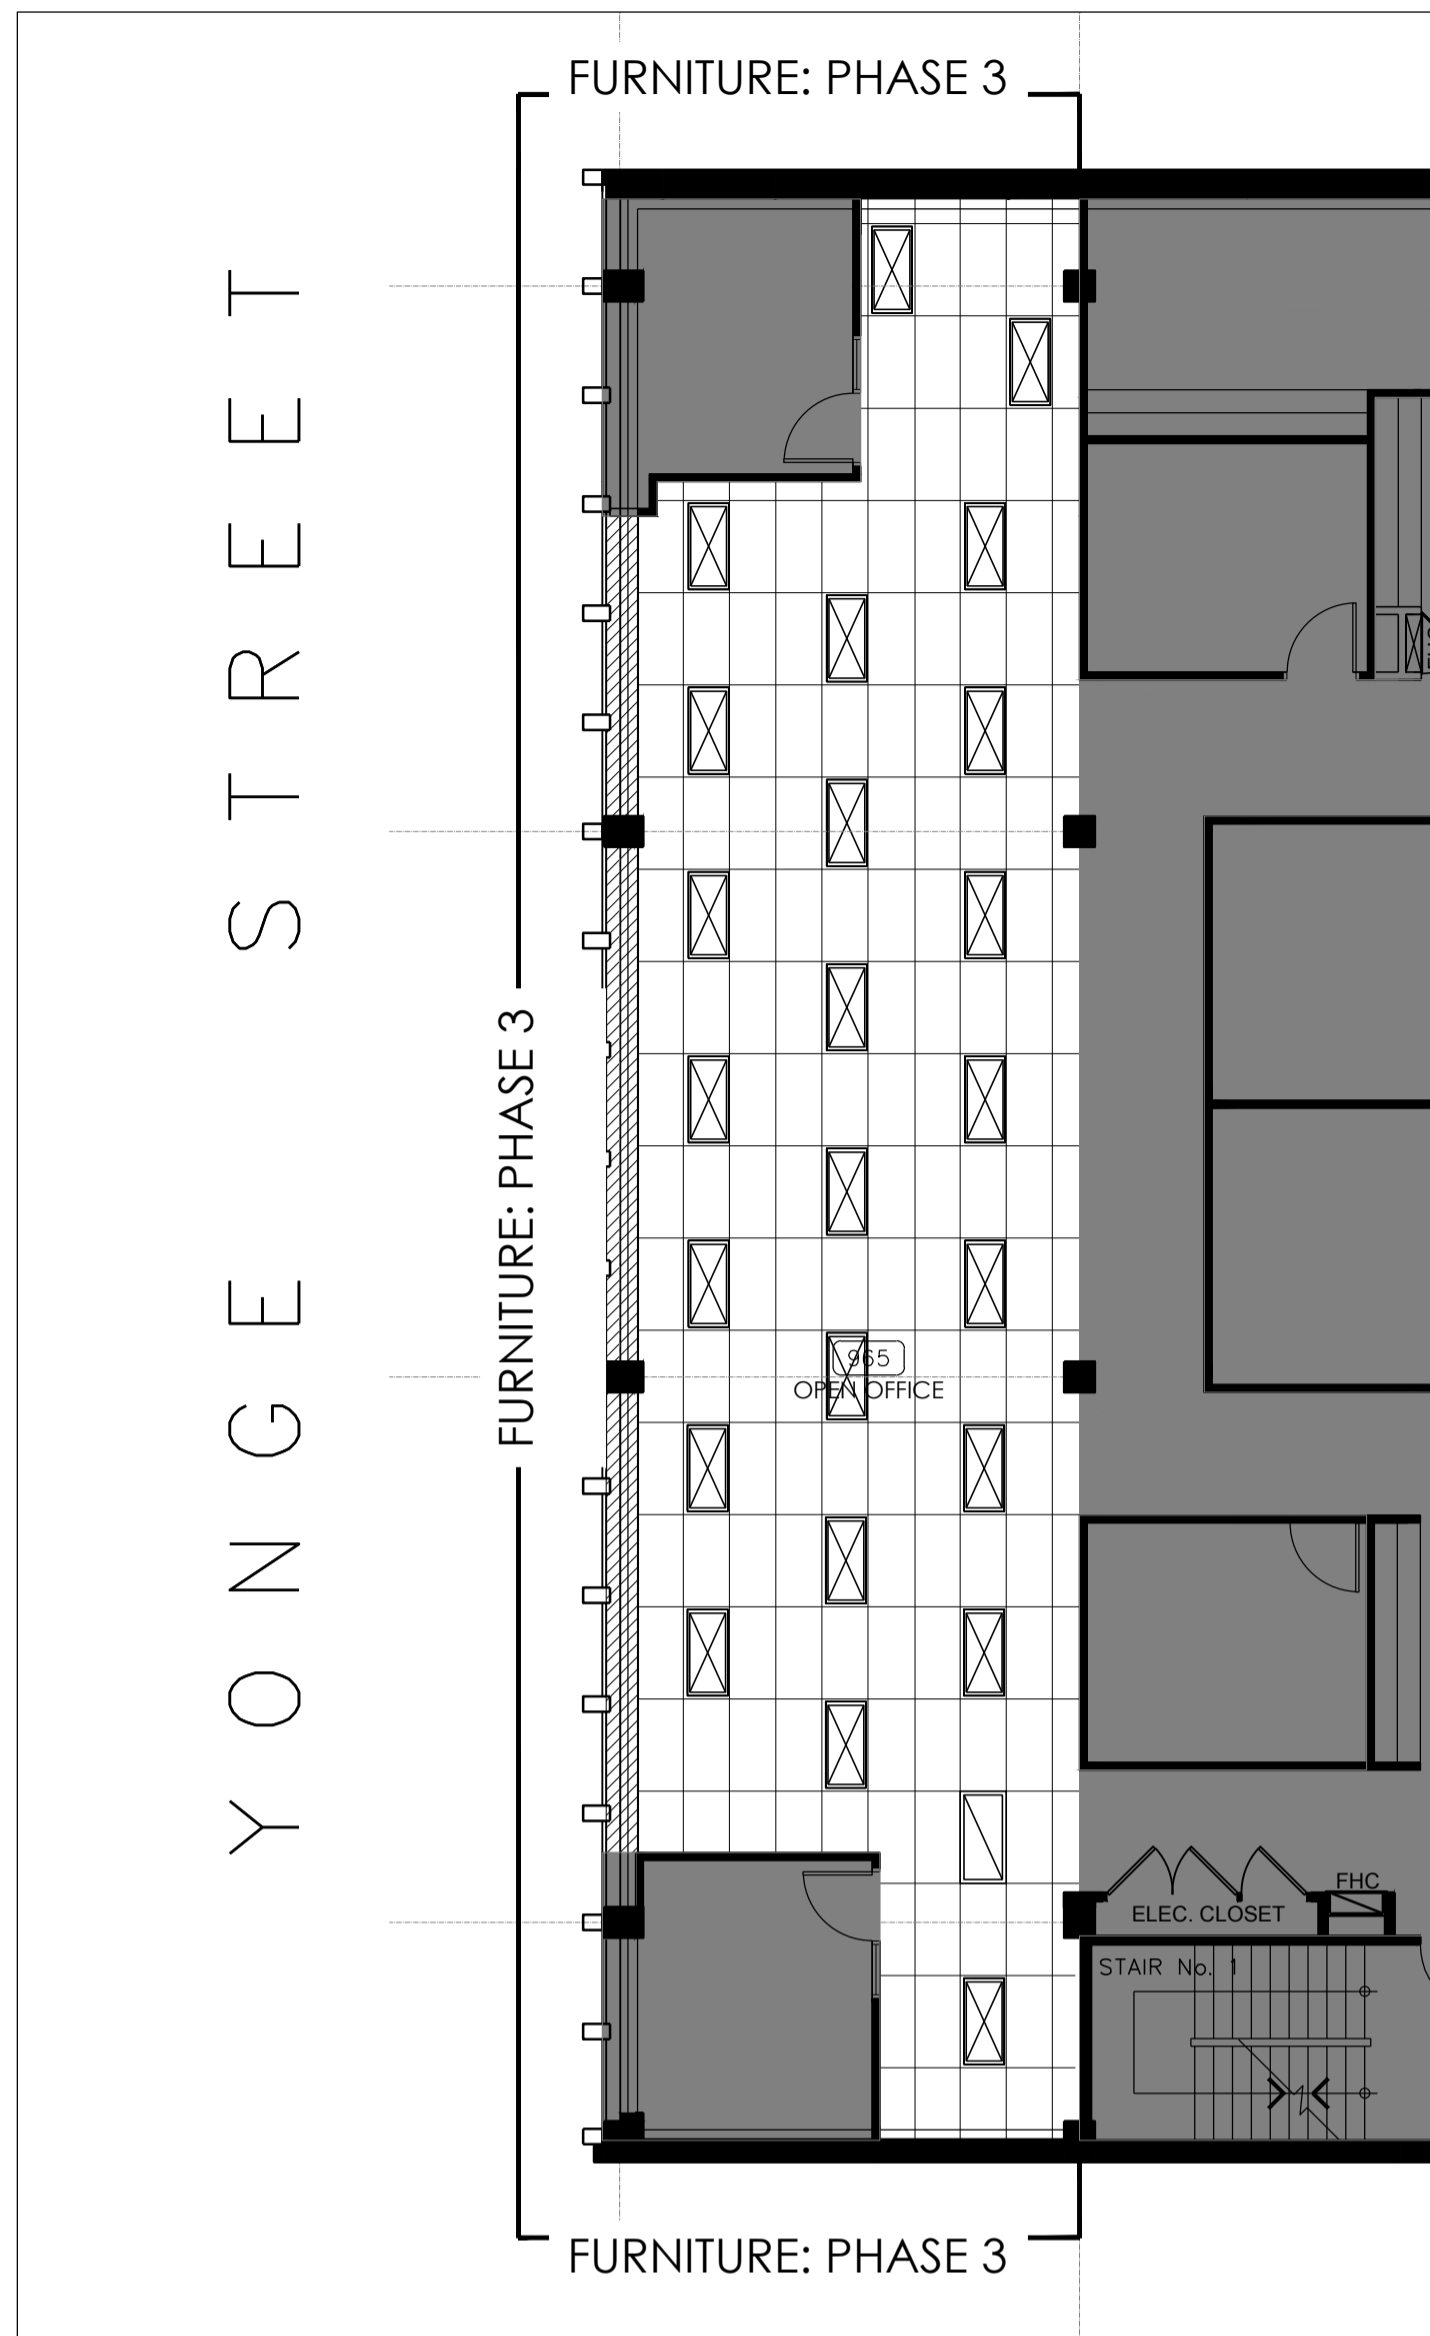 FURNITURE: PHASE 3
YONGE STREET
FURNITURE: PHASE 3
965
OPEN OFFICE
FHC
ELEC. CLOSET
STAIR No. 1
FURNITURE: PHASE 3